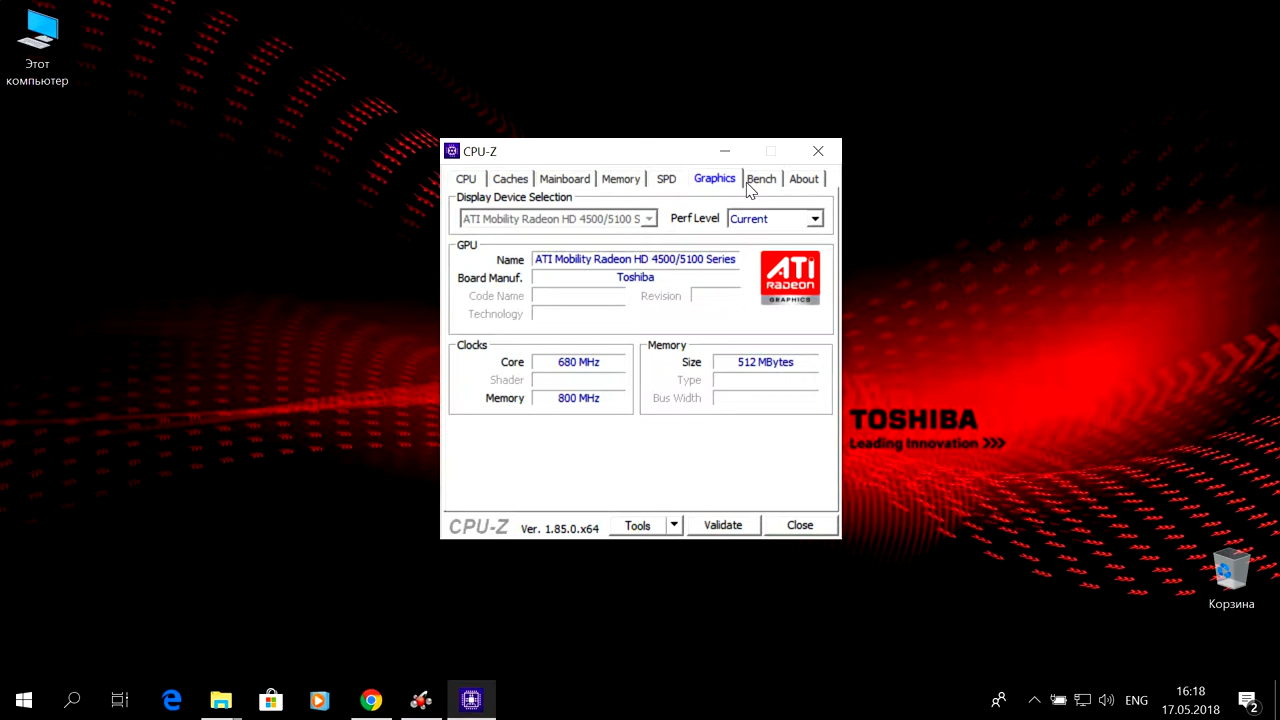 Этот
компьютер
CPU-Z
CPU Caches Mainboard Memory SPD Graphics Bench About
Display Device Selection
ATI Mobility Radeon HD 4500/5100 S Perf Level Current
GPU
Name ATI Mobility Radeon HD 4500/5100 Series
Board Manuf. Toshiba
Code Name Revision
Technology
ATI
RADEON
GRAPHICS
Clocks
Core 680 MHz
Shader
Memory 800 MHz
Memory
Size 512 MBytes
Type
Bus Width
CPU-Z Ver. 1.85.0.x64 Tools Validate Close
TOSHIBA
Leading Innovation >>>
Корзина
ENG
16:18
17.05.2018
2